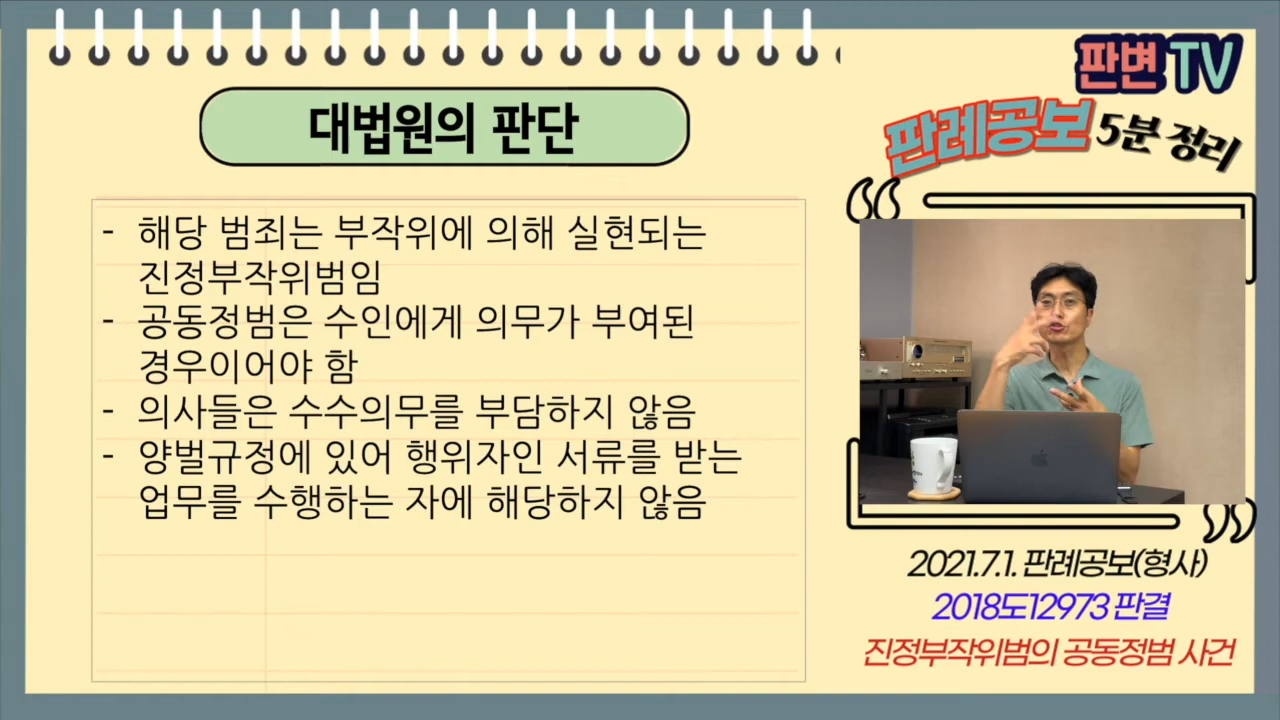 판변 TV
판례공보 5분 정리
대법원의 판단
- 해당 범죄는 부작위에 의해 실현되는
진정부작위범임
- 공동정범은 수인에게 의무가 부여된
경우이어야 함
- 의사들은 수수의무를 부담하지 않음
- 양벌규정에 있어 행위자인 서류를 받는
업무를 수행하는 자에 해당하지 않음
2021.7.1. 판례공보(형사)
2018도12973 판결
진정부작위범의 공동정범 사건